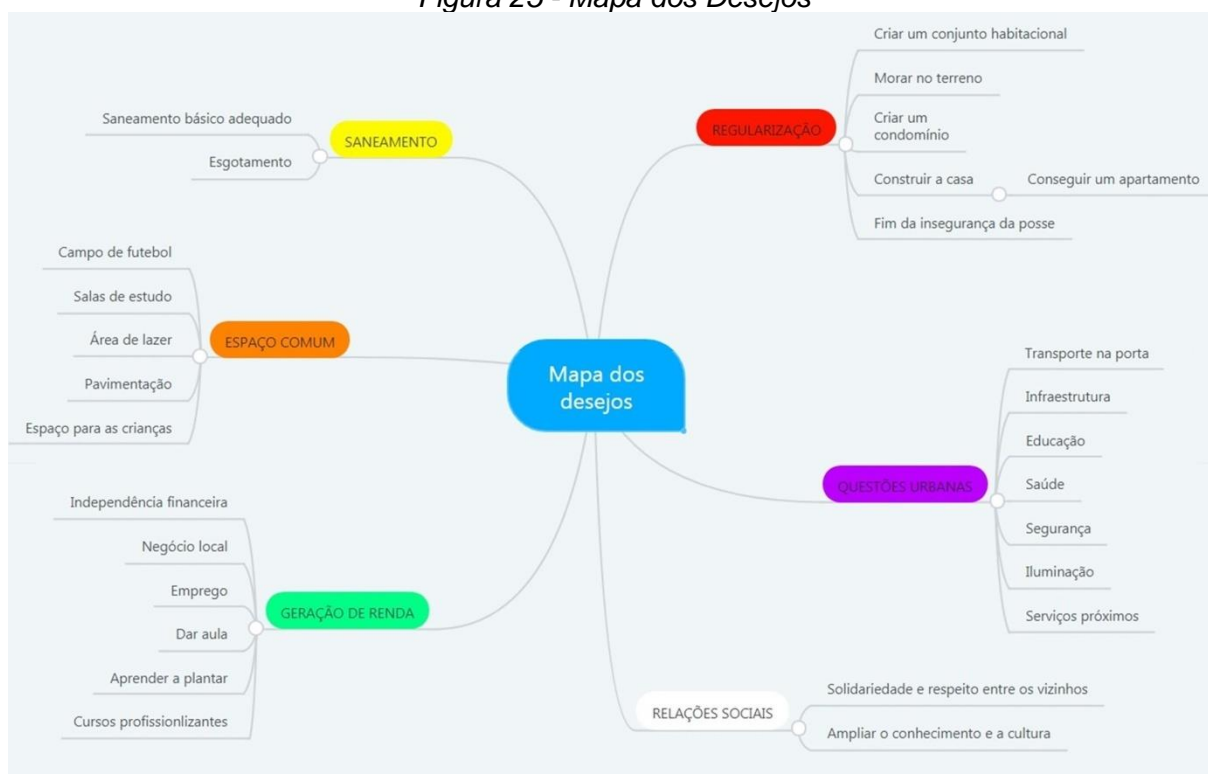 Figura 25 - Mapa dos Desejos
Saneamento básico adequado
Esgotamento
SANEAMENTO
Campo de futebol
Salas de estudo
Área de lazer
Pavimentação
Espaço para as crianças
ESPAÇO COMUM
Independência financeira
Negócio local
Emprego
Dar aula
Aprender a plantar
Cursos profissionlizantes
GERAÇÃO DE RENDA
Mapa dos
desejos
REGULARIZAÇÃO
Criar um conjunto habitacional
Morar no terreno
Criar um
condomínio
Construir a casa
Conseguir um apartamento
Fim da insegurança da posse
QUESTÕES URBANAS
Transporte na porta
Infraestrutura
Educação
Saúde
Segurança
Iluminação
Serviços próximos
RELAÇÕES SOCIAIS
Solidariedade e respeito entre os vizinhos
Ampliar o conhecimento e a cultura